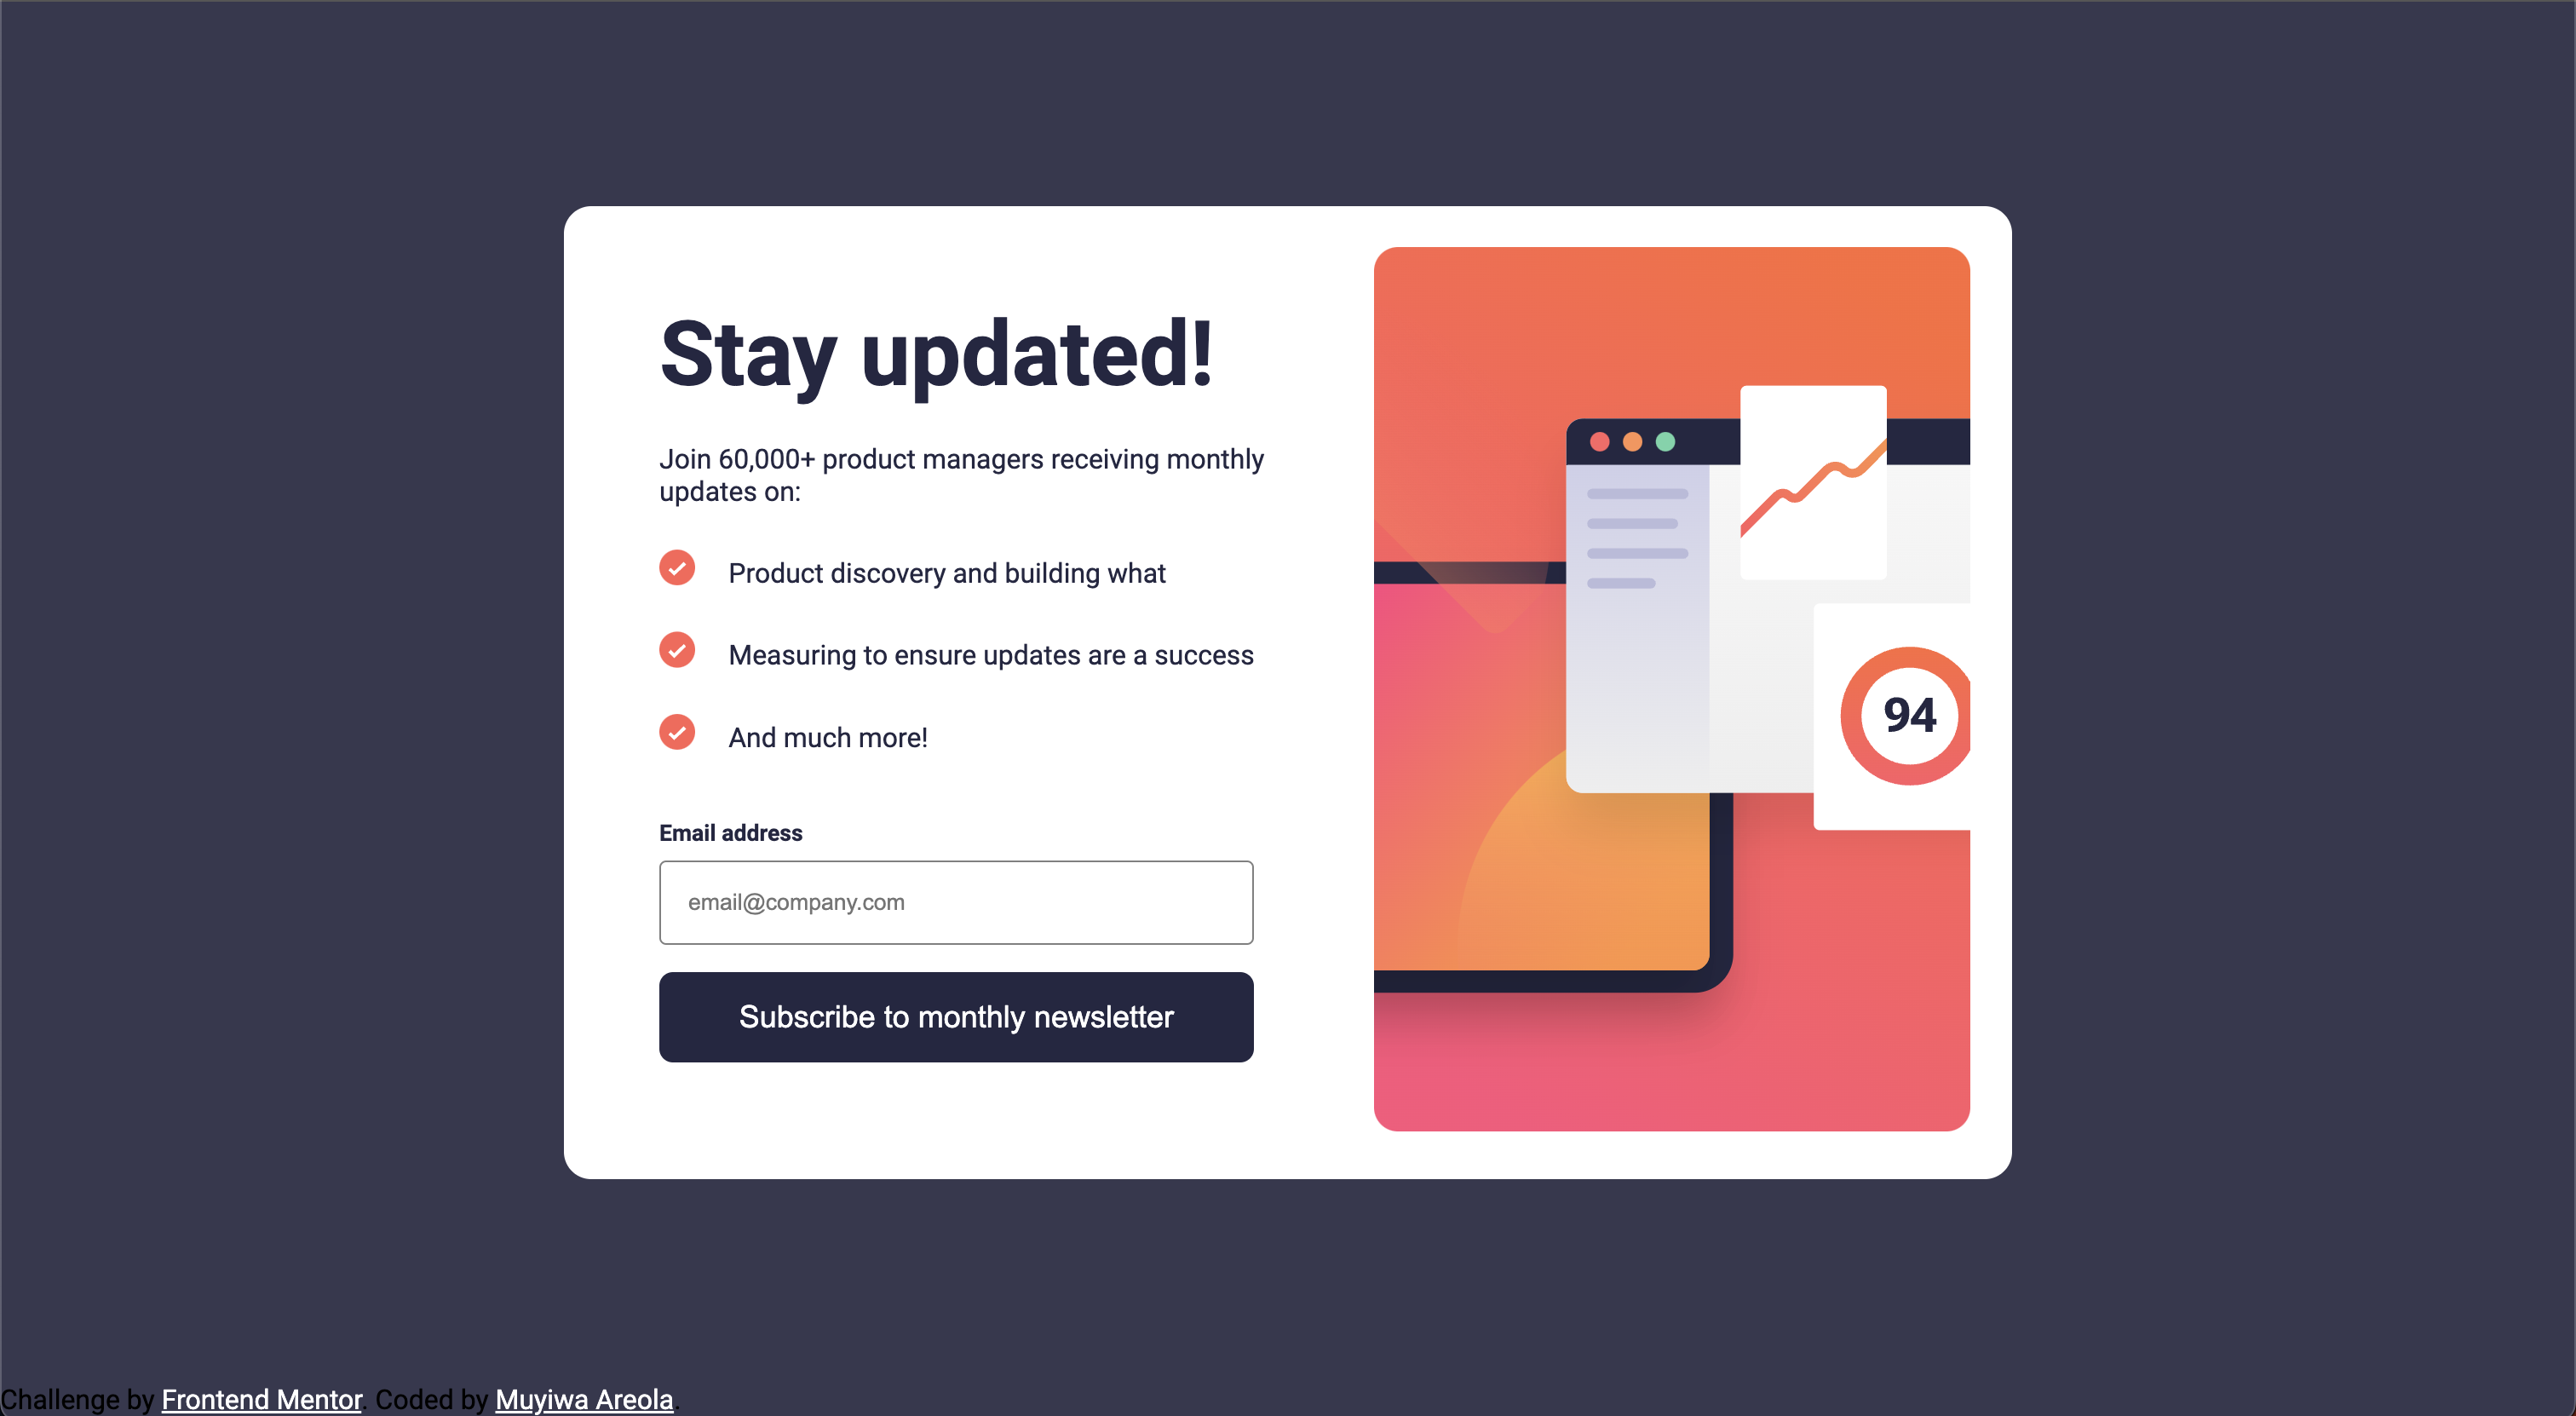 Stay updated!
Join 60,000+ product managers receiving monthly
updates on:
Product discovery and building what
Measuring to ensure updates are a success
And much more!
Email address
email@company.com
Subscribe to monthly newsletter
94
Challenge by Frontend Mentor. Coded by Muyiwa Areola.